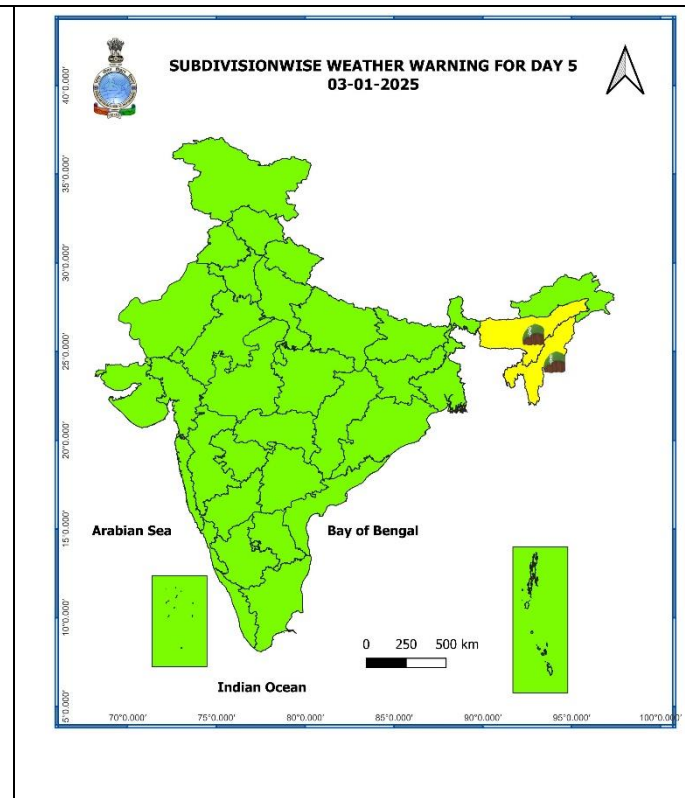 SUBDIVISIONWISE WEATHER WARNING FOR DAY 5
03-01-2025
40°0.000'
35°0.000'
30°0.000'
25°0.000'
20°0.000'
15°0.000'
10°0.000'
5°0.000'
Arabian Sea
Bay of Bengal
0 250 500 km
Indian Ocean
70°0.000' 75°0.000' 80°0.000' 85°0.000' 90°0.000' 95°0.000' 100°0.000'